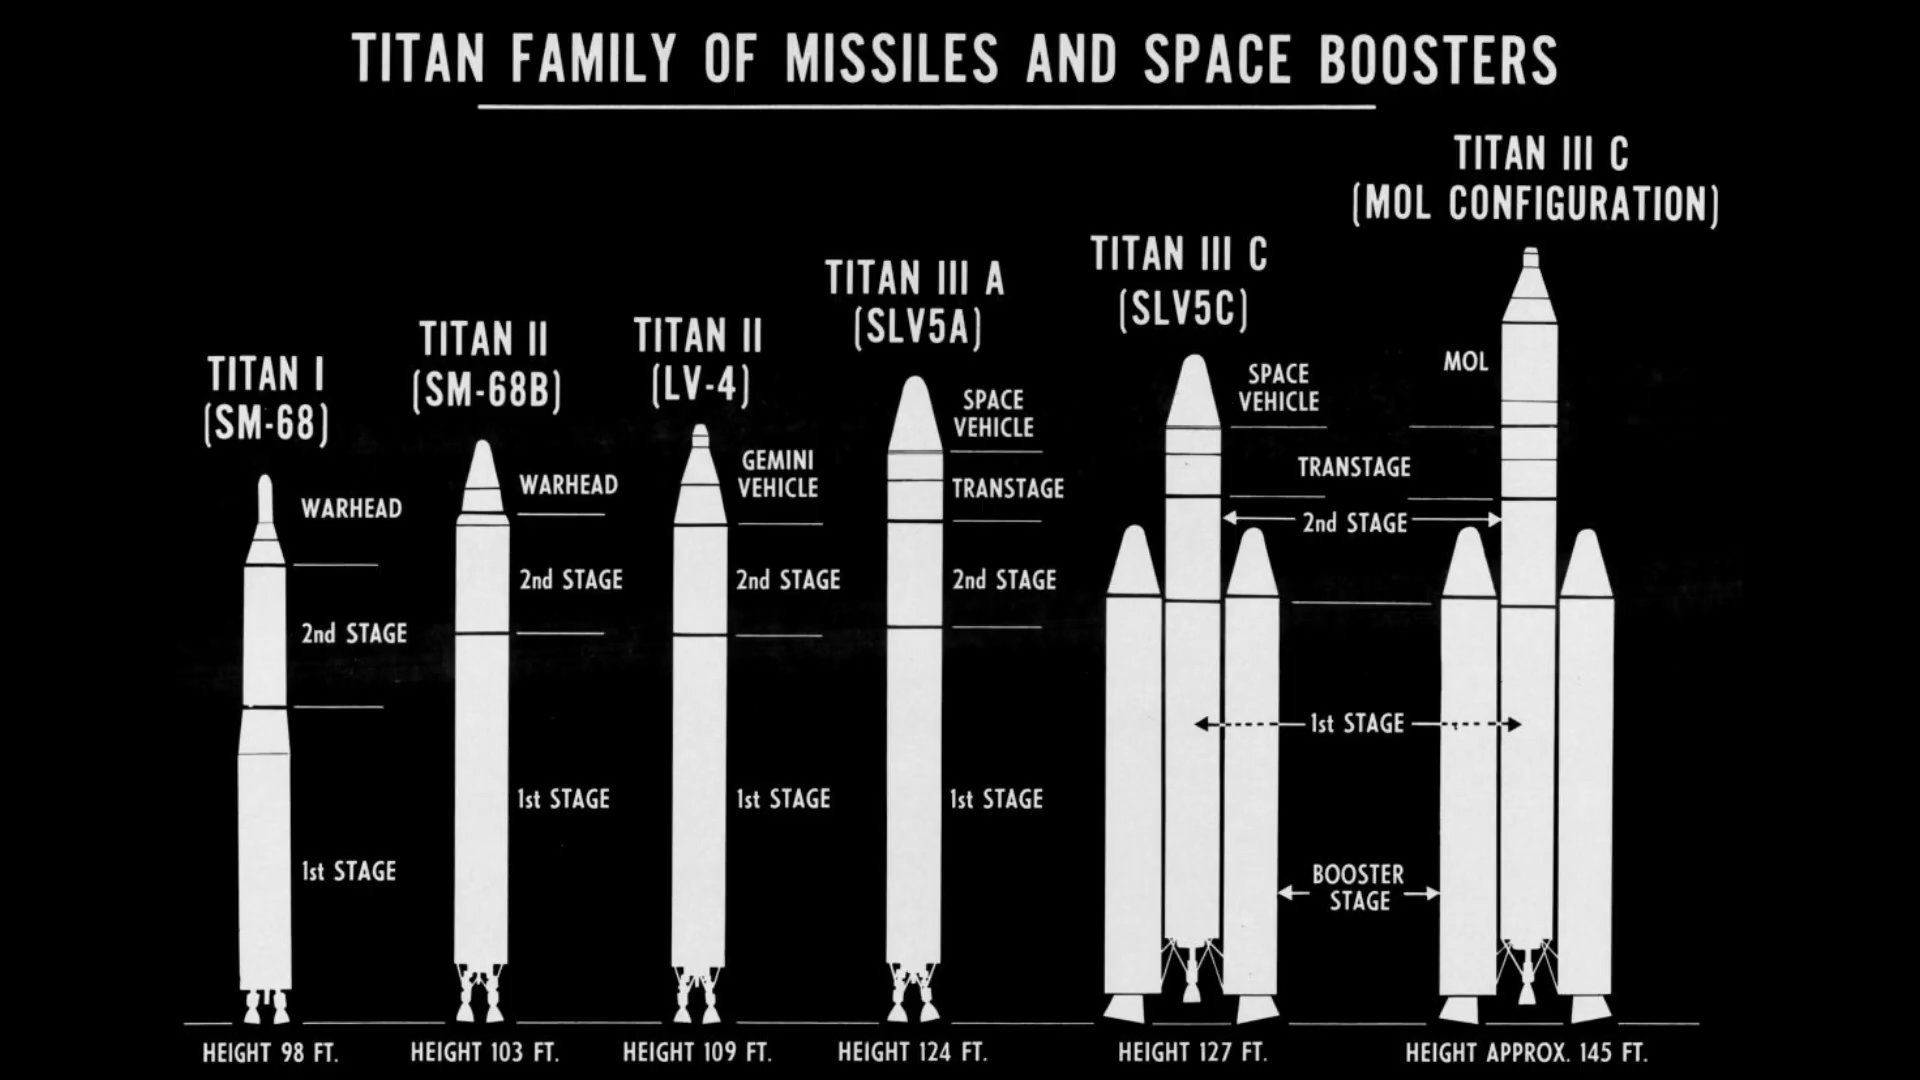 TITAN FAMILY OF MISSILES AND SPACE BOOSTERS
TITAN I
(SM-68)
WARHEAD
2nd STAGE
1st STAGE
HEIGHT 98 FT.
TITAN II
(SM-68B)
WARHEAD
2nd STAGE
1st STAGE
HEIGHT 103 FT.
TITAN II
(LV-4)
GEMINI
VEHICLE
2nd STAGE
1st STAGE
HEIGHT 109 FT.
TITAN III A
(SLV5A)
SPACE
VEHICLE
TRANSTAGE
2nd STAGE
1st STAGE
HEIGHT 124 FT.
TITAN III C
(SLV5C)
SPACE
VEHICLE
TRANSTAGE
2nd STAGE
1st STAGE
BOOSTER
STAGE
HEIGHT 127 FT.
TITAN III C
(MOL CONFIGURATION)
MOL
HEIGHT APPROX. 145 FT.